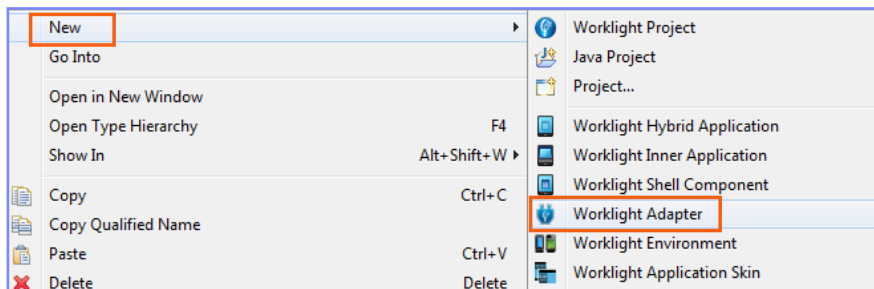 New
Go Into
Open in New Window
Open Type Hierarchy F4
Show In Alt+Shift+W
Copy Ctrl+C
Copy Qualified Name
Paste Ctrl+V
Delete Delete
Worklight Project
Java Project
Project...
Worklight Hybrid Application
Worklight Inner Application
Worklight Shell Component
Worklight Adapter
Worklight Environment
Worklight Application Skin